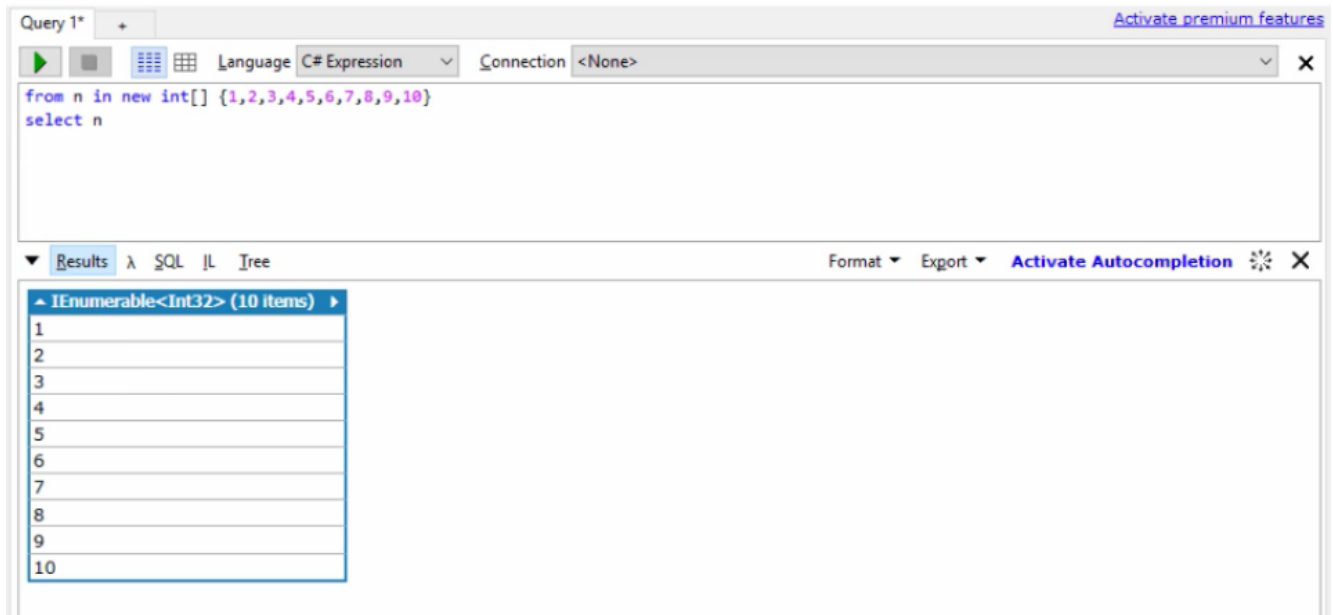 Query 1* + Activate premium features
Language C# Expression Connection <None>
from n in new int[] {1,2,3,4,5,6,7,8,9,10}
select n
Results λ SQL IL Tree Format Export Activate Autocompletion
IEnumerable<Int32> (10 items)
1
2
3
4
5
6
7
8
9
10